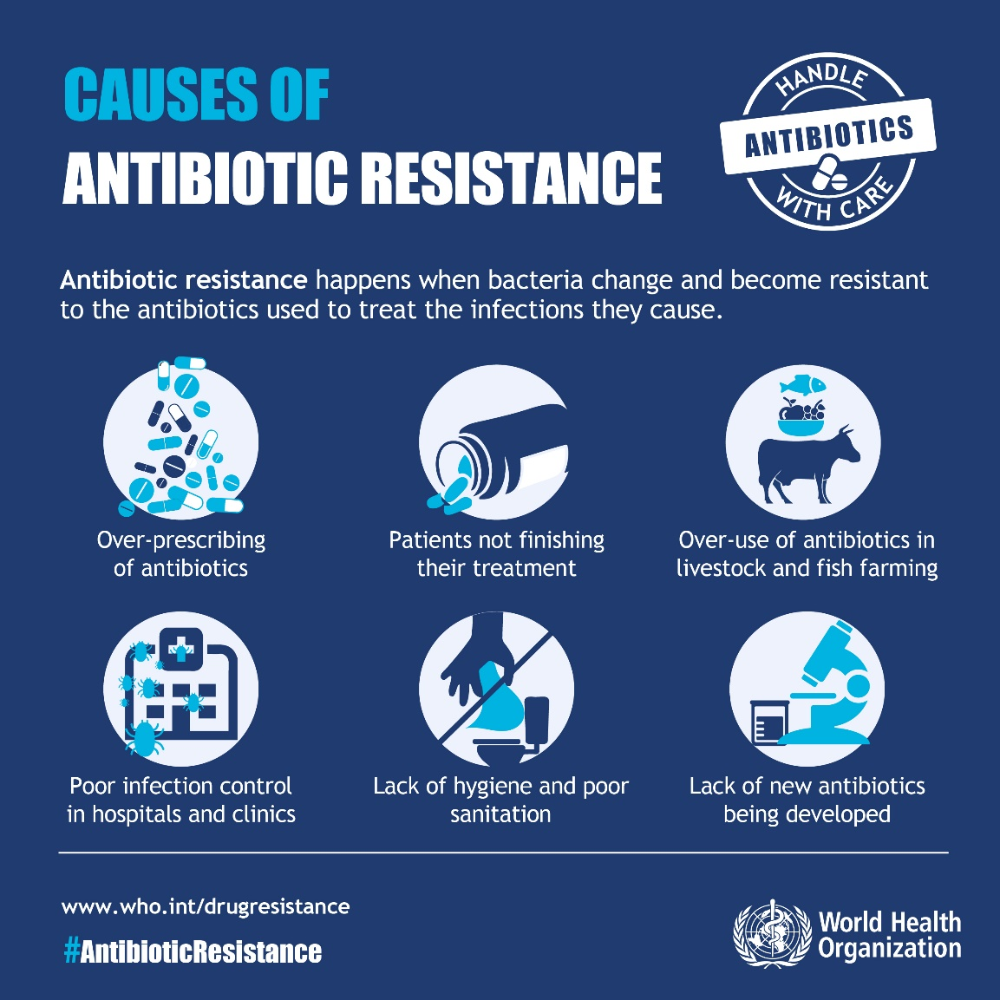 CAUSES OF
ANTIBIOTIC RESISTANCE
HANDLE
ANTIBIOTICS
WITH CARE
Antibiotic resistance happens when bacteria change and become resistant
to the antibiotics used to treat the infections they cause.
Over-prescribing
of antibiotics
Patients not finishing
their treatment
Over-use of antibiotics in
livestock and fish farming
Poor infection control
in hospitals and clinics
Lack of hygiene and poor
sanitation
Lack of new antibiotics
being developed
www.who.int/drugresistance
#AntibioticResistance
World Health
Organization